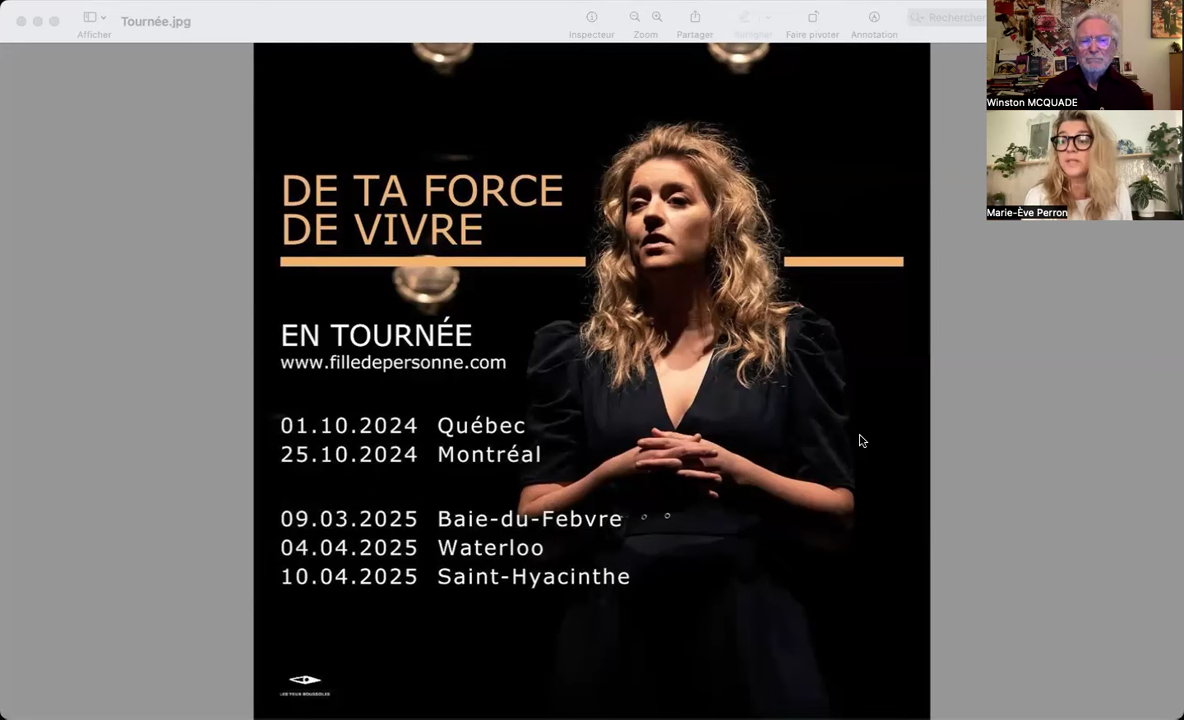 Tournée.jpg
Afficher
Inspecteur
Zoom
Partager
Surligner
Faire pivoter
Annotation
Rechercher
Winston MCQUADE
Marie-Ève Perron
DE TA FORCE
DE VIVRE
EN TOURNÉE
www.filledepersonne.com
01.10.2024 Québec
25.10.2024 Montréal
09.03.2025 Baie-du-Febvre
04.04.2025 Waterloo
10.04.2025 Saint-Hyacinthe